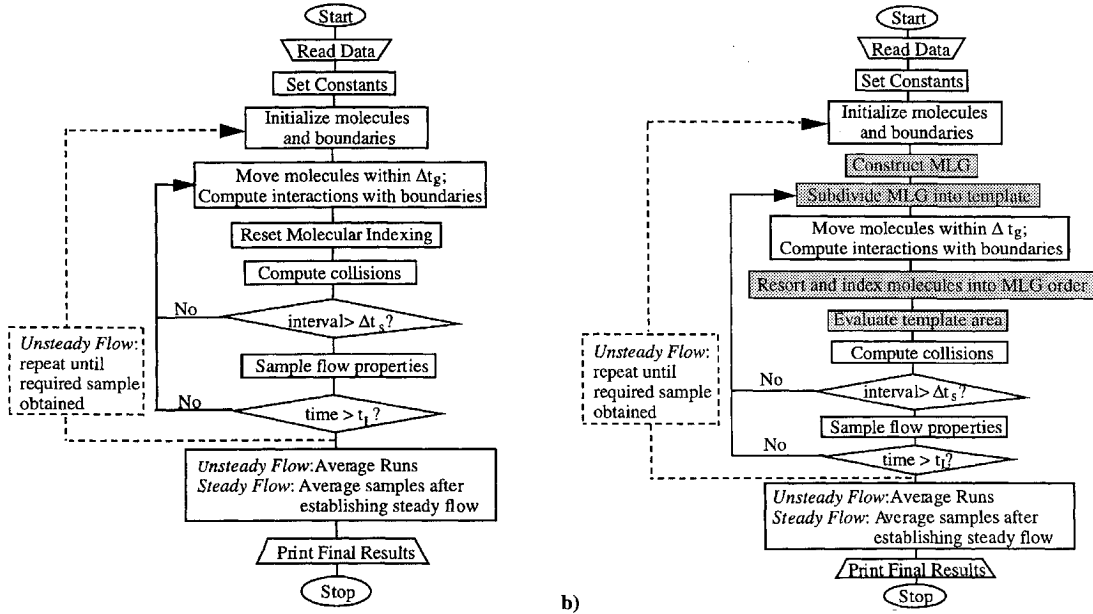 Start
Read Data
Set Constants
Initialize molecules
and boundaries
Move molecules within Δtg;
Compute interactions with boundaries
Reset Molecular Indexing
Compute collisions
No
interval> Δts?
Unsteady Flow:
repeat until
required sample
obtained
Sample flow properties
No
time > tL?
Unsteady Flow:Average Runs
Steady Flow: Average samples after
establishing steady flow
Print Final Results
Stop
b)
Start
Read Data
Set Constants
Initialize molecules
and boundaries
Construct MLG
Subdivide MLG into template
Move molecules within Δ tg;
Compute interactions with boundaries
Resort and index molecules into MLG order
Evaluate template area
Compute collisions
Unsteady Flow:
repeat until
required sample
obtained
No
interval> Δts?
Sample flow properties
No
time > tL?
Unsteady Flow:Average Runs
Steady Flow: Average samples after
establishing steady flow
Print Final Results
Stop